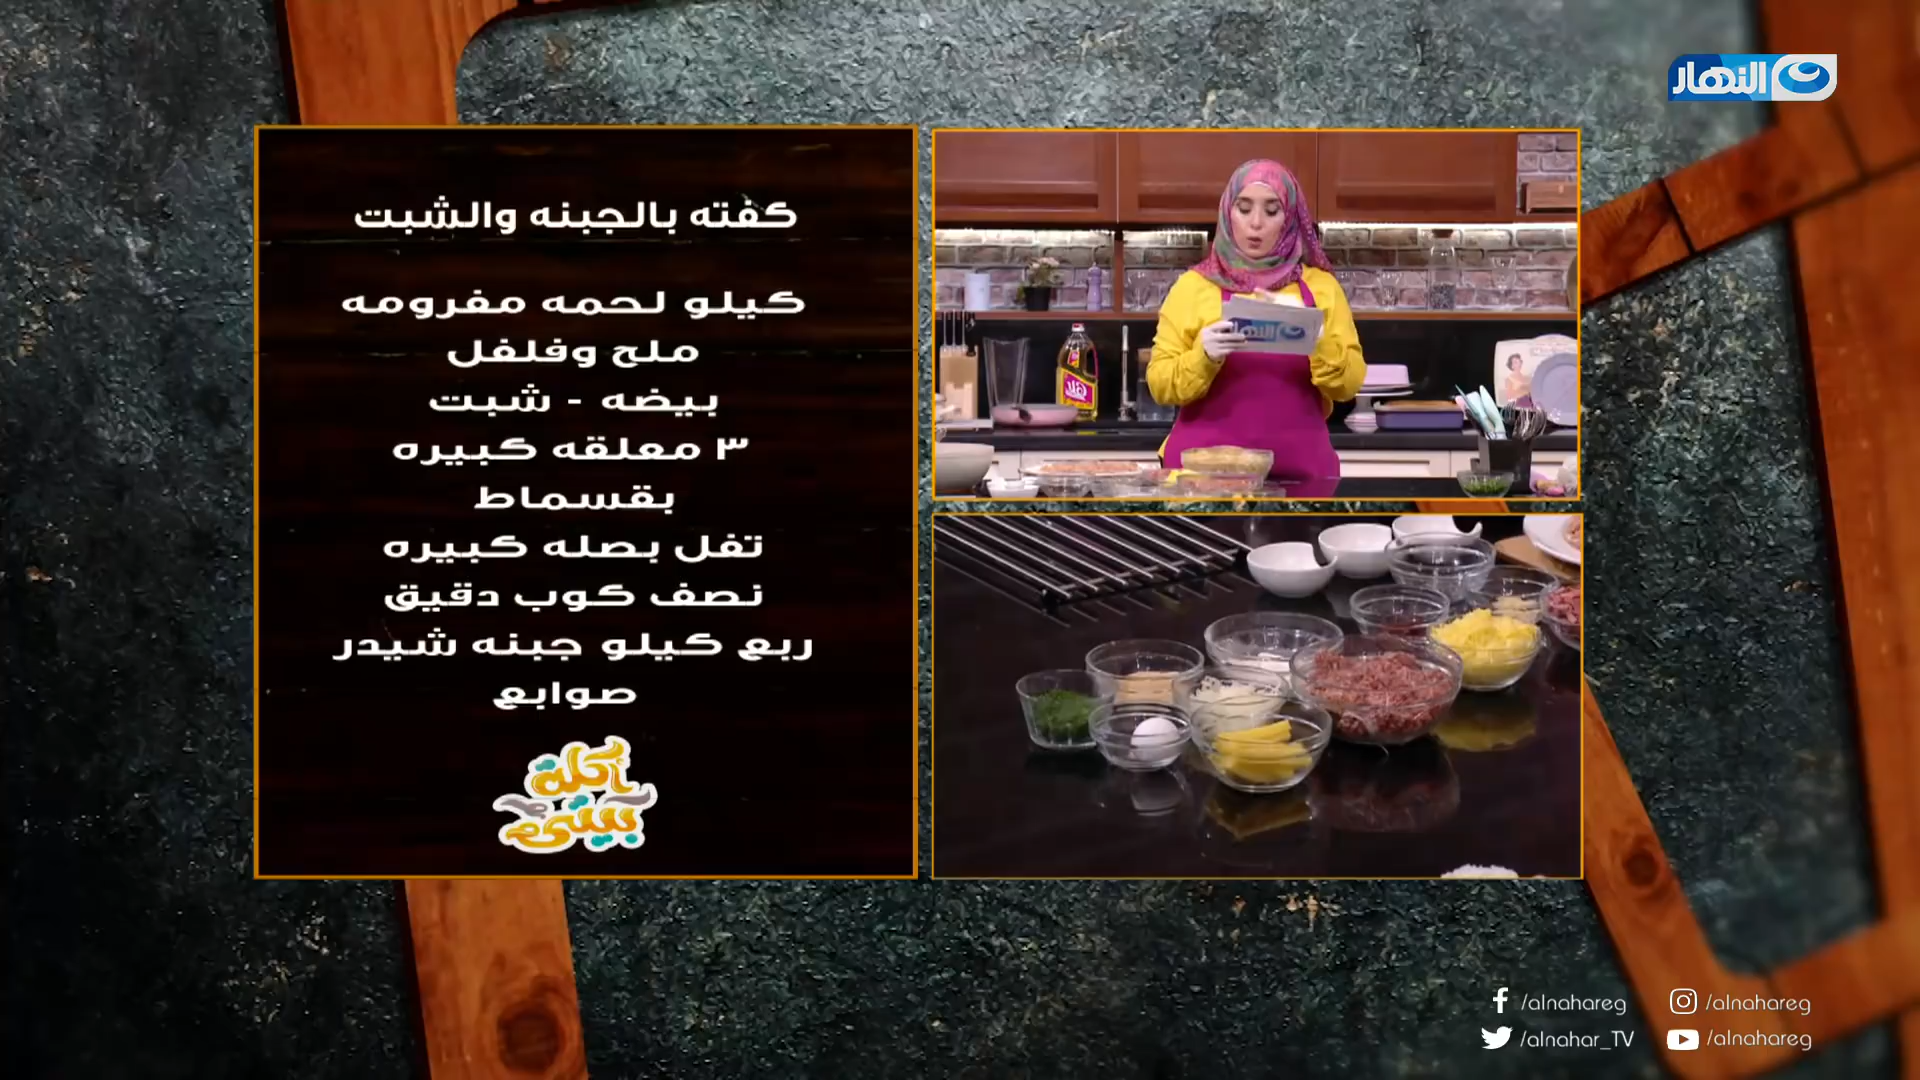 النهار
كفته بالجبنه والشبت
كيلو لحمه مفرومه
ملح وفلفل
بيضه - شبت
٣ معلقه كبيره
بقسماط
تفل بصله كبيره
نصف كوب دقيق
ربع كيلو جبنه شيدر
صوابع
أكلة
بيتي
النهار
/alnahareg
/alnahareg
/alnahar_TV
/alnahareg